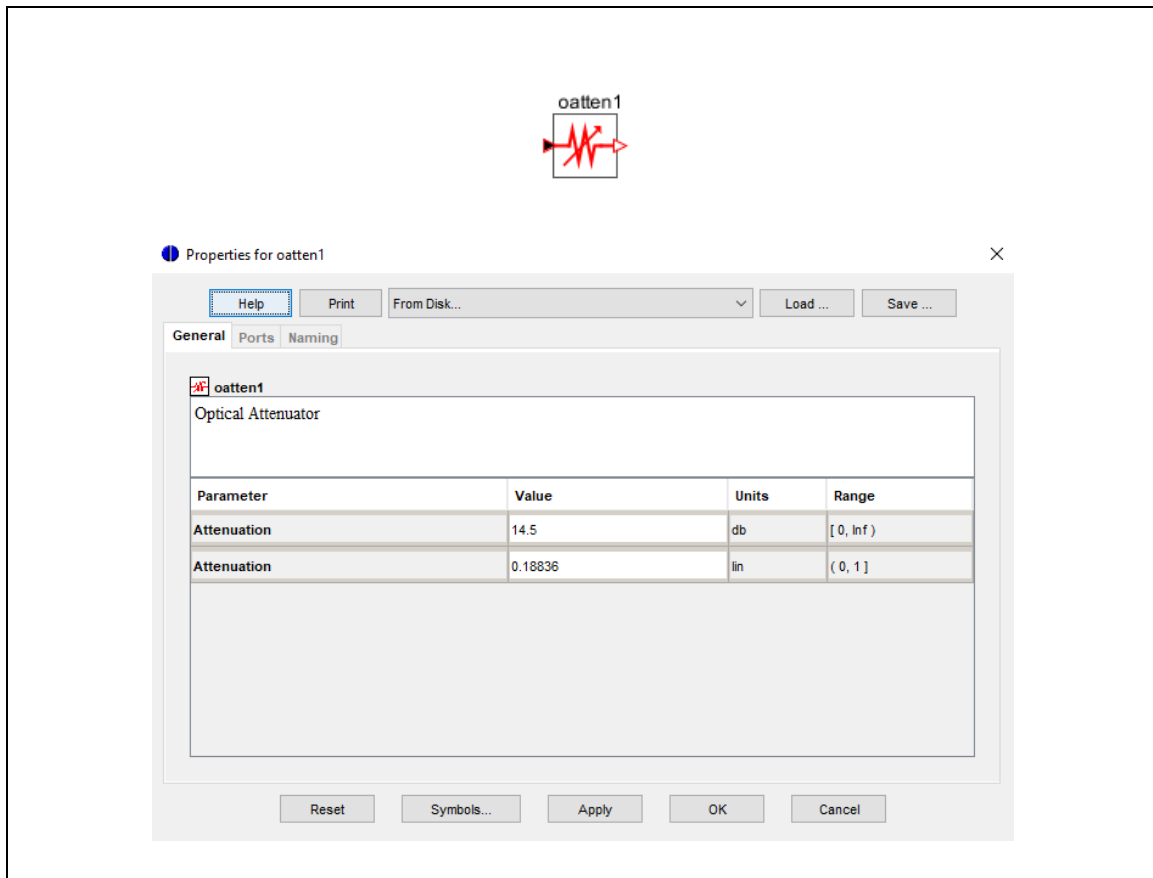 oatten1
Properties for oatten1
Help Print From Disk... Load ... Save ...
General Ports Naming
oatten1
Optical Attenuator
Parameter Value Units Range
Attenuation 14.5 db [ 0, Inf )
Attenuation 0.18836 lin ( 0, 1 ]
Reset Symbols... Apply OK Cancel